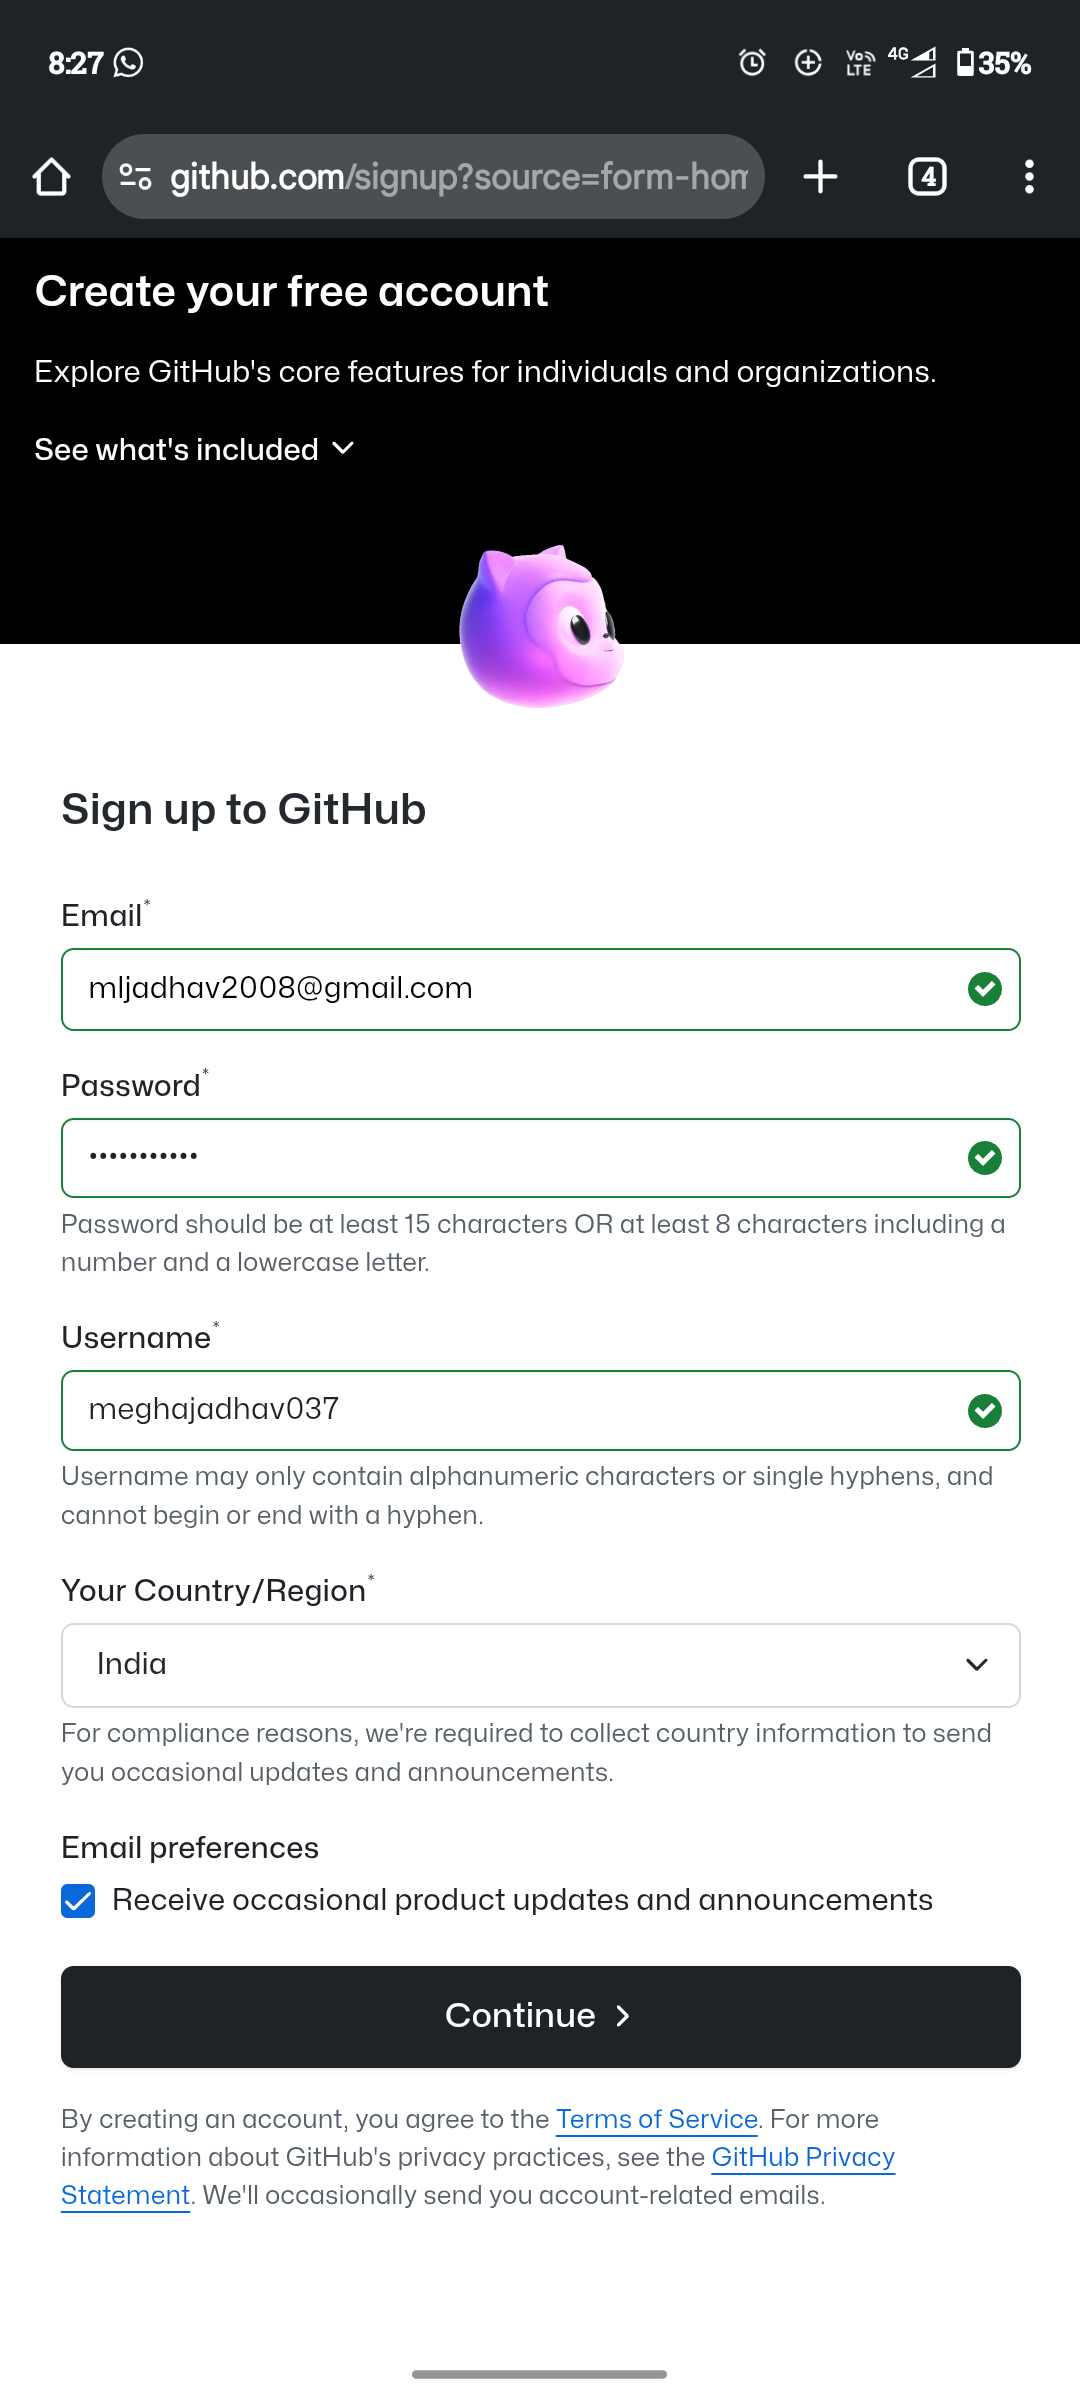 8:27
Vo LTE 4G 35%
github.com/signup?source=form-hom
4
Create your free account
Explore GitHub's core features for individuals and organizations.
See what's included
Sign up to GitHub
Email*
mljadhav2008@gmail.com
Password*
•••••••••••
Password should be at least 15 characters OR at least 8 characters including a
number and a lowercase letter.
Username*
meghajadhav037
Username may only contain alphanumeric characters or single hyphens, and
cannot begin or end with a hyphen.
Your Country/Region*
India
For compliance reasons, we're required to collect country information to send
you occasional updates and announcements.
Email preferences
Receive occasional product updates and announcements
Continue
By creating an account, you agree to the Terms of Service. For more
information about GitHub's privacy practices, see the GitHub Privacy
Statement. We'll occasionally send you account-related emails.